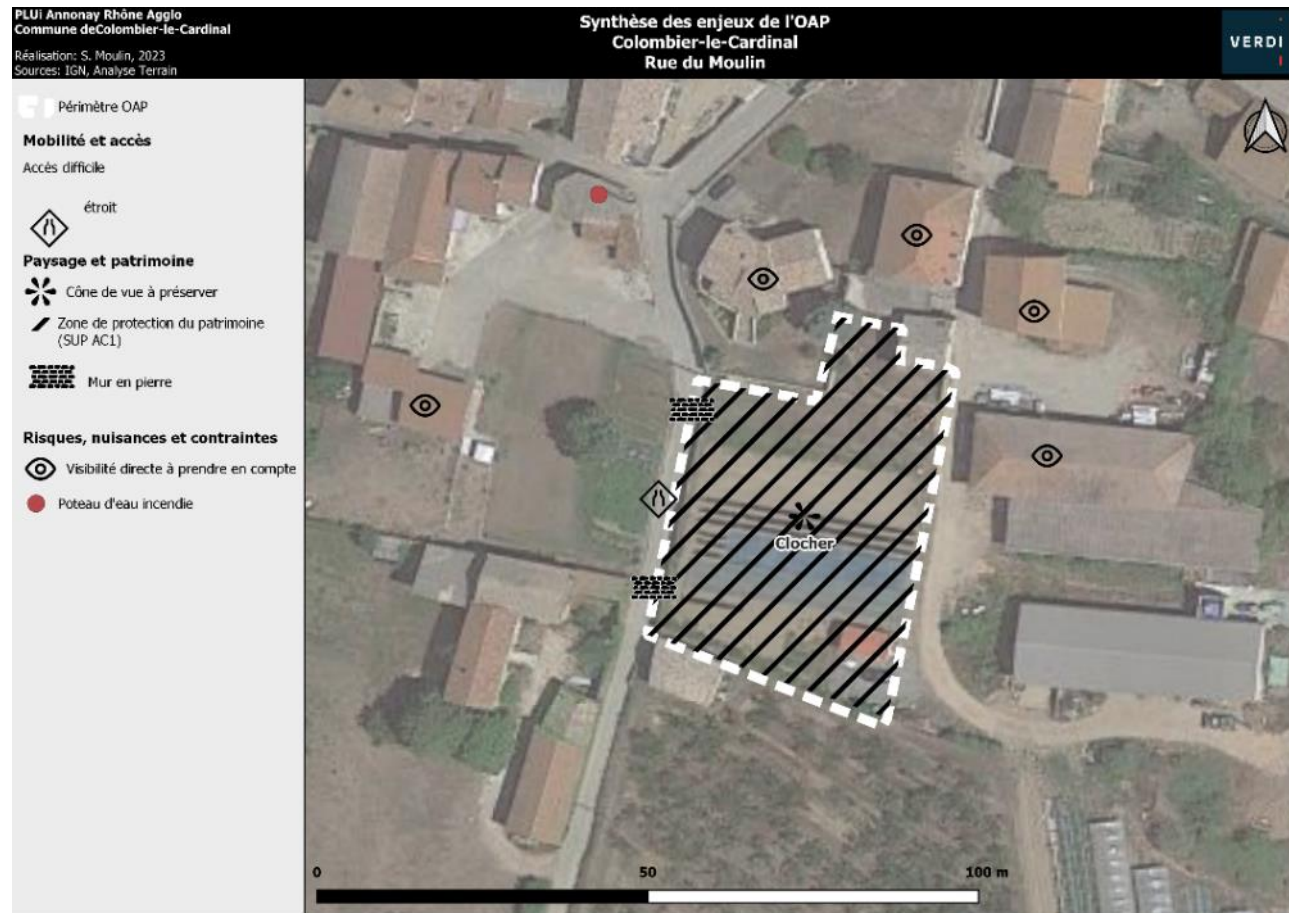 PLUi Annonay Rhône Agglo
Commune deColombier-le-Cardinal
Réalisation: S. Moulin, 2023
Sources: IGN, Analyse Terrain
Synthèse des enjeux de l'OAP
Colombier-le-Cardinal
Rue du Moulin
VERDI
Périmètre OAP
Mobilité et accès
Accès difficile
étroit
Paysage et patrimoine
Cône de vue à préserver
Zone de protection du patrimoine
(SUP AC1)
Mur en pierre
Risques, nuisances et contraintes
Visibilité directe à prendre en compte
Poteau d'eau incendie
Clocher
0
50
100 m